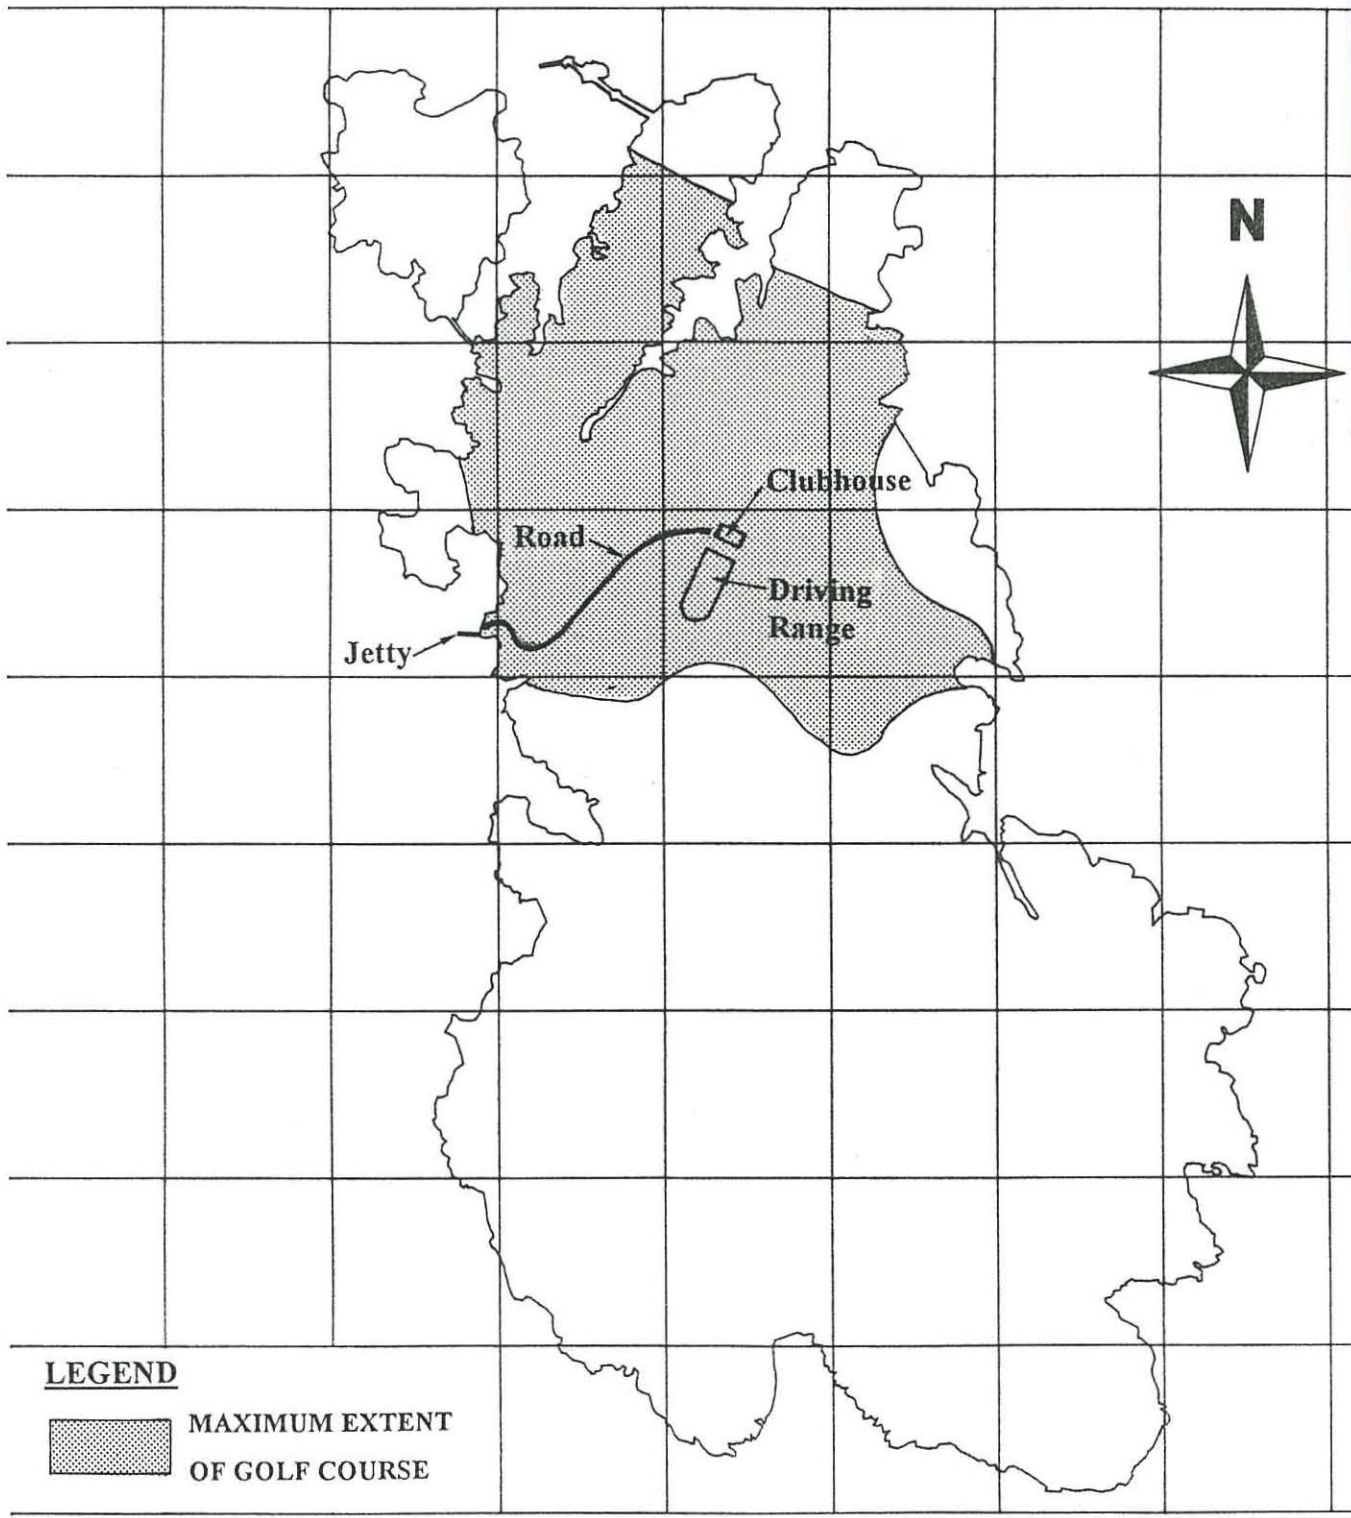 N
Clubhouse
Road
Driving
Range
Jetty
LEGEND
MAXIMUM EXTENT
OF GOLF COURSE